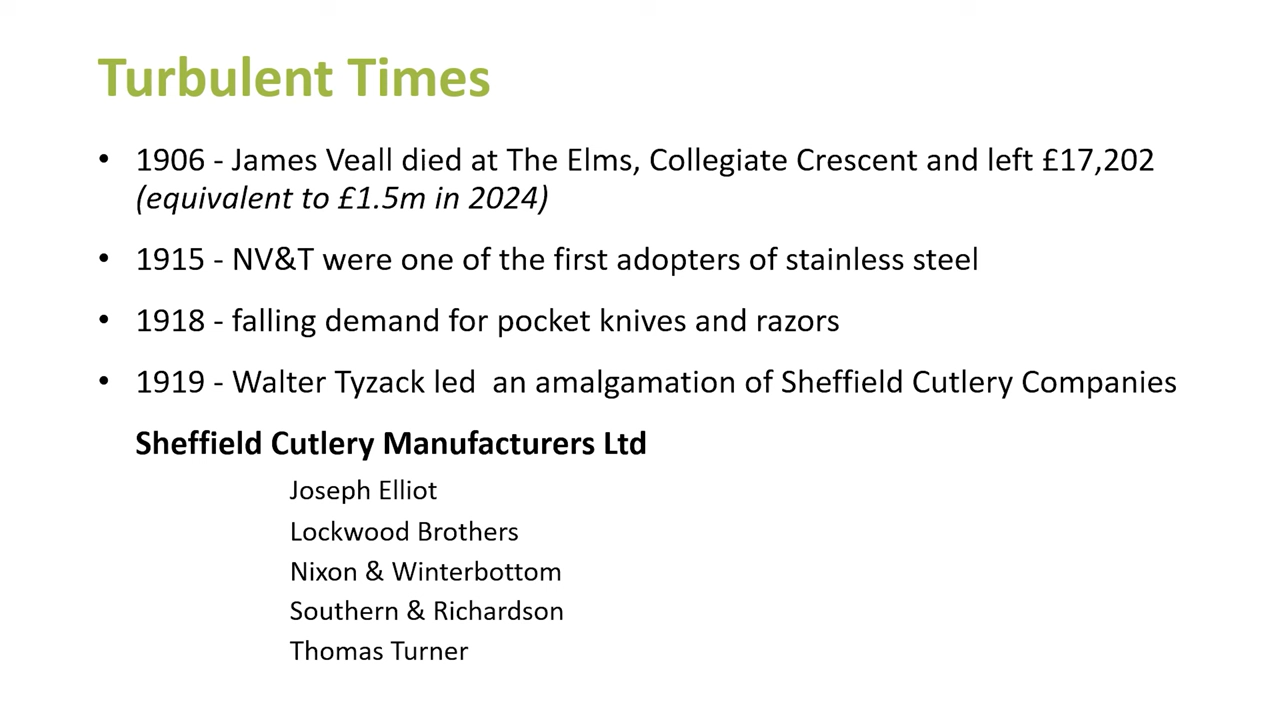 Turbulent Times
• 1906 - James Veall died at The Elms, Collegiate Crescent and left £17,202
(equivalent to £1.5m in 2024)
• 1915 - NV&T were one of the first adopters of stainless steel
• 1918 - falling demand for pocket knives and razors
• 1919 - Walter Tyzack led  an amalgamation of Sheffield Cutlery Companies
Sheffield Cutlery Manufacturers Ltd
Joseph Elliot
Lockwood Brothers
Nixon & Winterbottom
Southern & Richardson
Thomas Turner